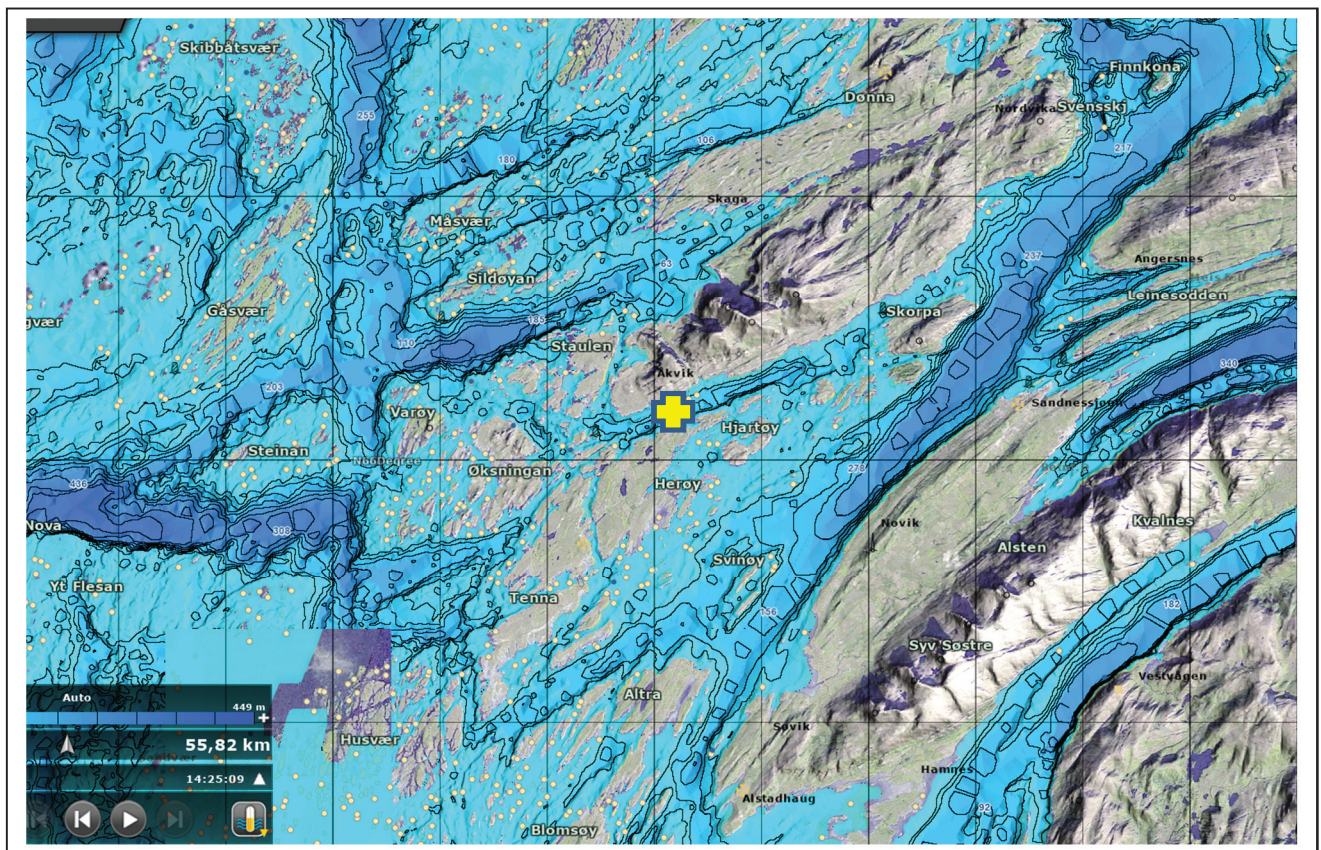 Skibbåtsvær
Finnkona
Dønna
Nordvika
Svensskj
255
217
180
106
Skaga
Måsvær
237
Angersnes
63
Sildøyan
Leinesodden
Gåsvær
Skorpa
gvær
185
110
Staulen
340
Åkvik
203
Sandnessjøen
Varøy
Hjartøy
Steinan
Øksningan
278
436
Herøy
Nova
308
Novik
Kvalnes
Alsten
Svinøy
Yt Flesan
Tenna
156
182
Syv Søstre
Vestvågen
Altra
Auto
449 m
Søvik
55,82 km
Husvær
Hamnes
14:25:09
Alstadhaug
92
Blomsøy